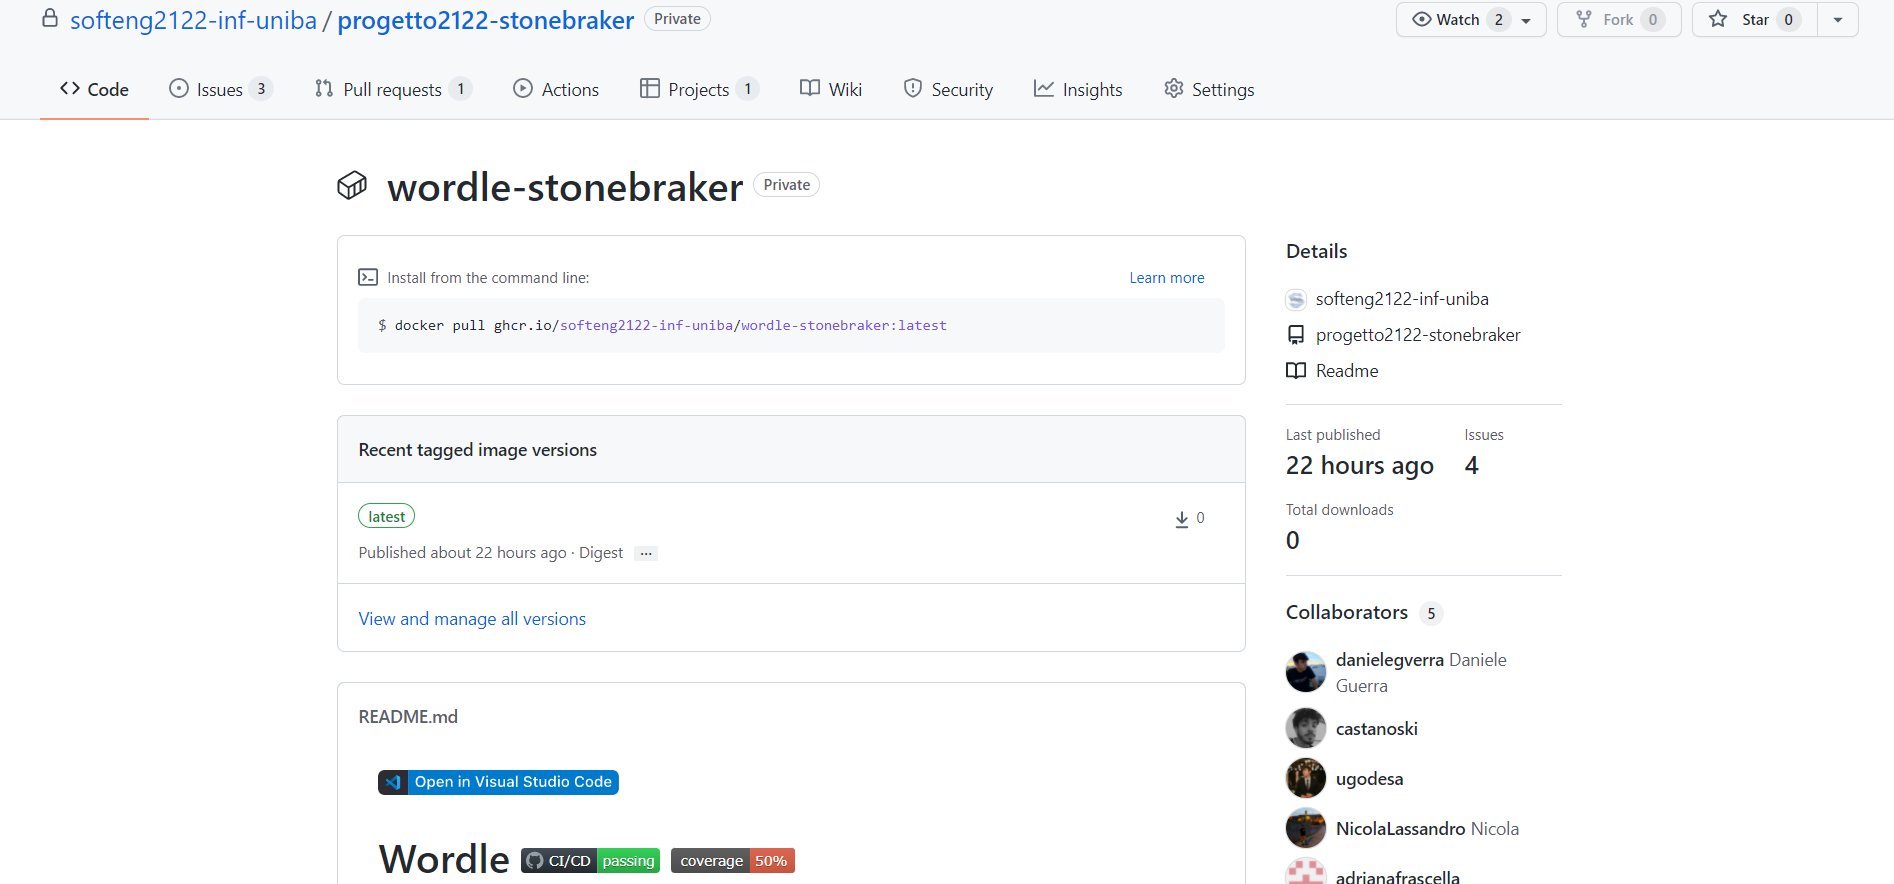 softeng2122-inf-uniba / progetto2122-stonebraker Private
Watch 2
Fork 0
Star 0
Code
Issues 3
Pull requests 1
Actions
Projects 1
Wiki
Security
Insights
Settings
wordle-stonebraker Private
Install from the command line:
Learn more
$ docker pull ghcr.io/softeng2122-inf-uniba/wordle-stonebraker:latest
Recent tagged image versions
latest
0
Published about 22 hours ago · Digest ...
View and manage all versions
README.md
Open in Visual Studio Code
Wordle CI/CD passing coverage 50%
Details
softeng2122-inf-uniba
progetto2122-stonebraker
Readme
Last published
22 hours ago
Issues
4
Total downloads
0
Collaborators 5
danielegverra Daniele
Guerra
castanoski
ugodesa
NicolaLassandro Nicola
adrianafrascella